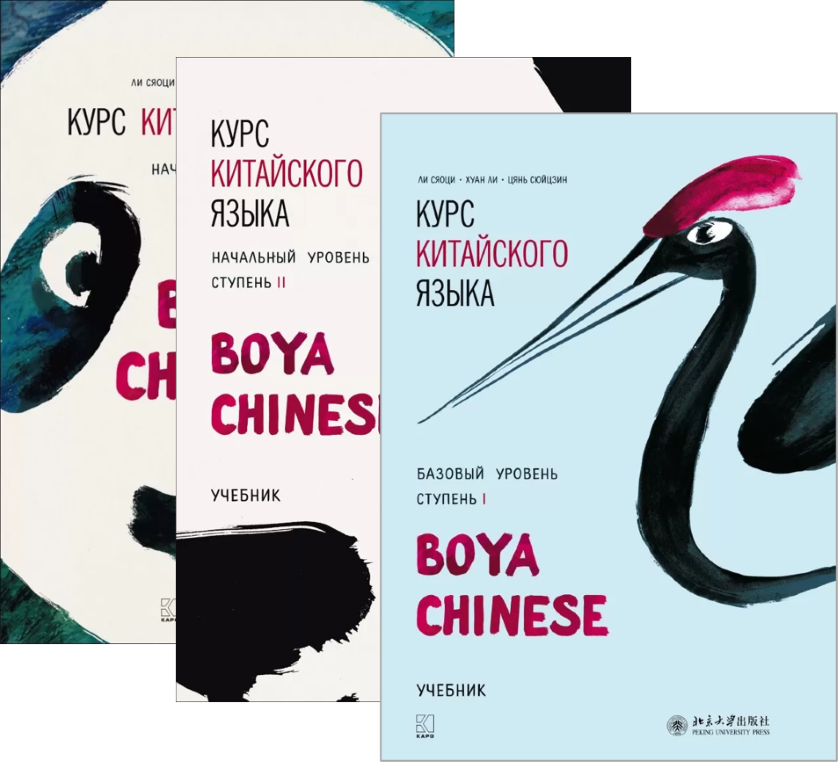 ЛИ СЯОЦИ
КУРС
НАЧ
КАРО
КУРС
КИТАЙСКОГО
ЯЗЫКА
НАЧАЛЬНЫЙ УРОВЕНЬ
СТУПЕНЬ II
BOYA
CHINES
УЧЕБНИК
ЛИ СЯОЦИ • ХУАН ЛИ • ЦЯНЬ СЮЙЦЗИН
КУРС
КИТАЙСКОГО
ЯЗЫКА
БАЗОВЫЙ УРОВЕНЬ
СТУПЕНЬ I
BOYA
CHINESE
УЧЕБНИК
КАРО
北京大学出版社
PEKING UNIVERSITY PRESS